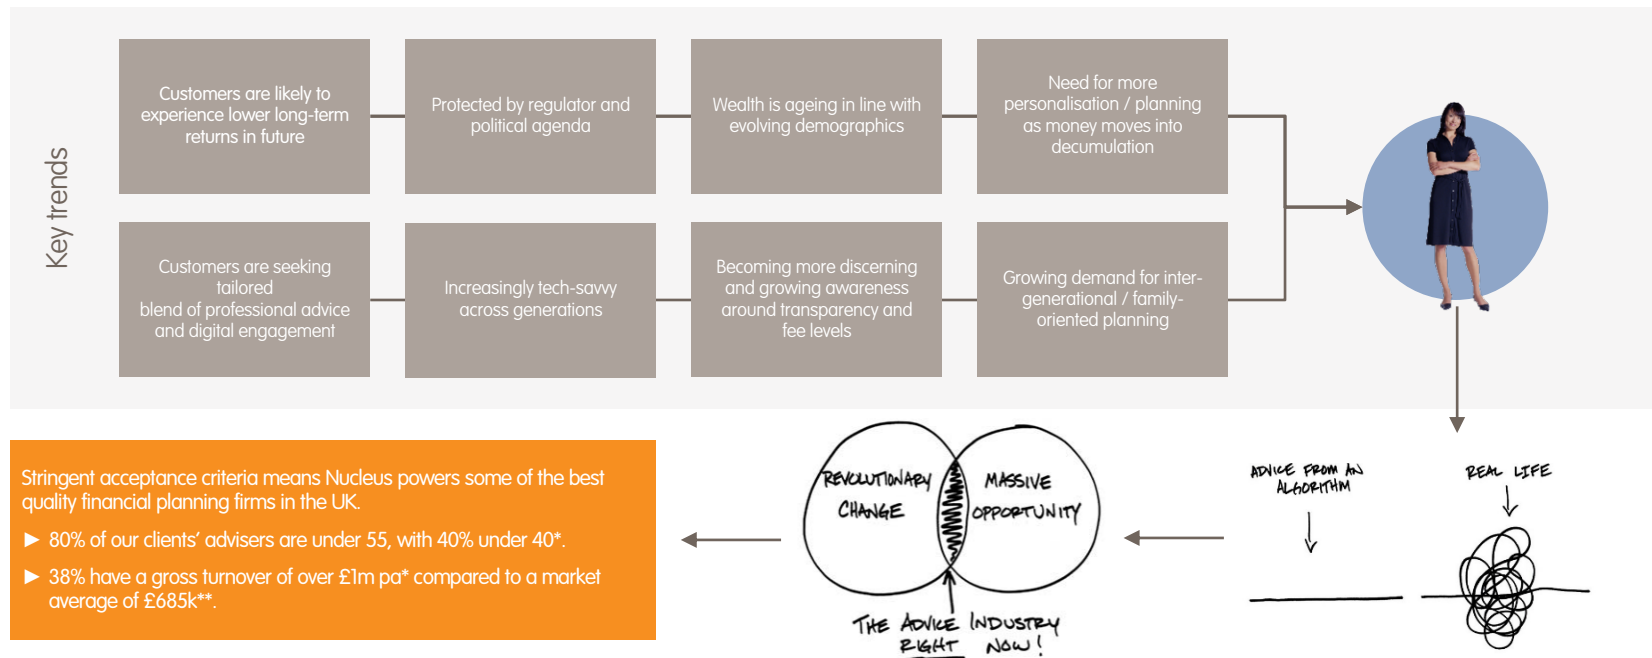 Key trends
Customers are likely to
experience lower long-term
returns in future
Protected by regulator and
political agenda
Wealth is ageing in line with
evolving demographics
Need for more
personalisation / planning
as money moves into
decumulation
Customers are seeking
tailored
blend of professional advice
and digital engagement
Increasingly tech-savvy
across generations
Becoming more discerning
and growing awareness
around transparency and
fee levels
Growing demand for inter-
generational / family-
oriented planning
Stringent acceptance criteria means Nucleus powers some of the best
quality financial planning firms in the UK.
► 80% of our clients’ advisers are under 55, with 40% under 40*.
► 38% have a gross turnover of over £1m pa* compared to a market
average of £685k**.
REVOLUTIONARY
CHANGE
MASSIVE
OPPORTUNITY
THE ADVICE INDUSTRY
RIGHT NOW!
ADVICE FROM AN
ALGORITHM
REAL LIFE